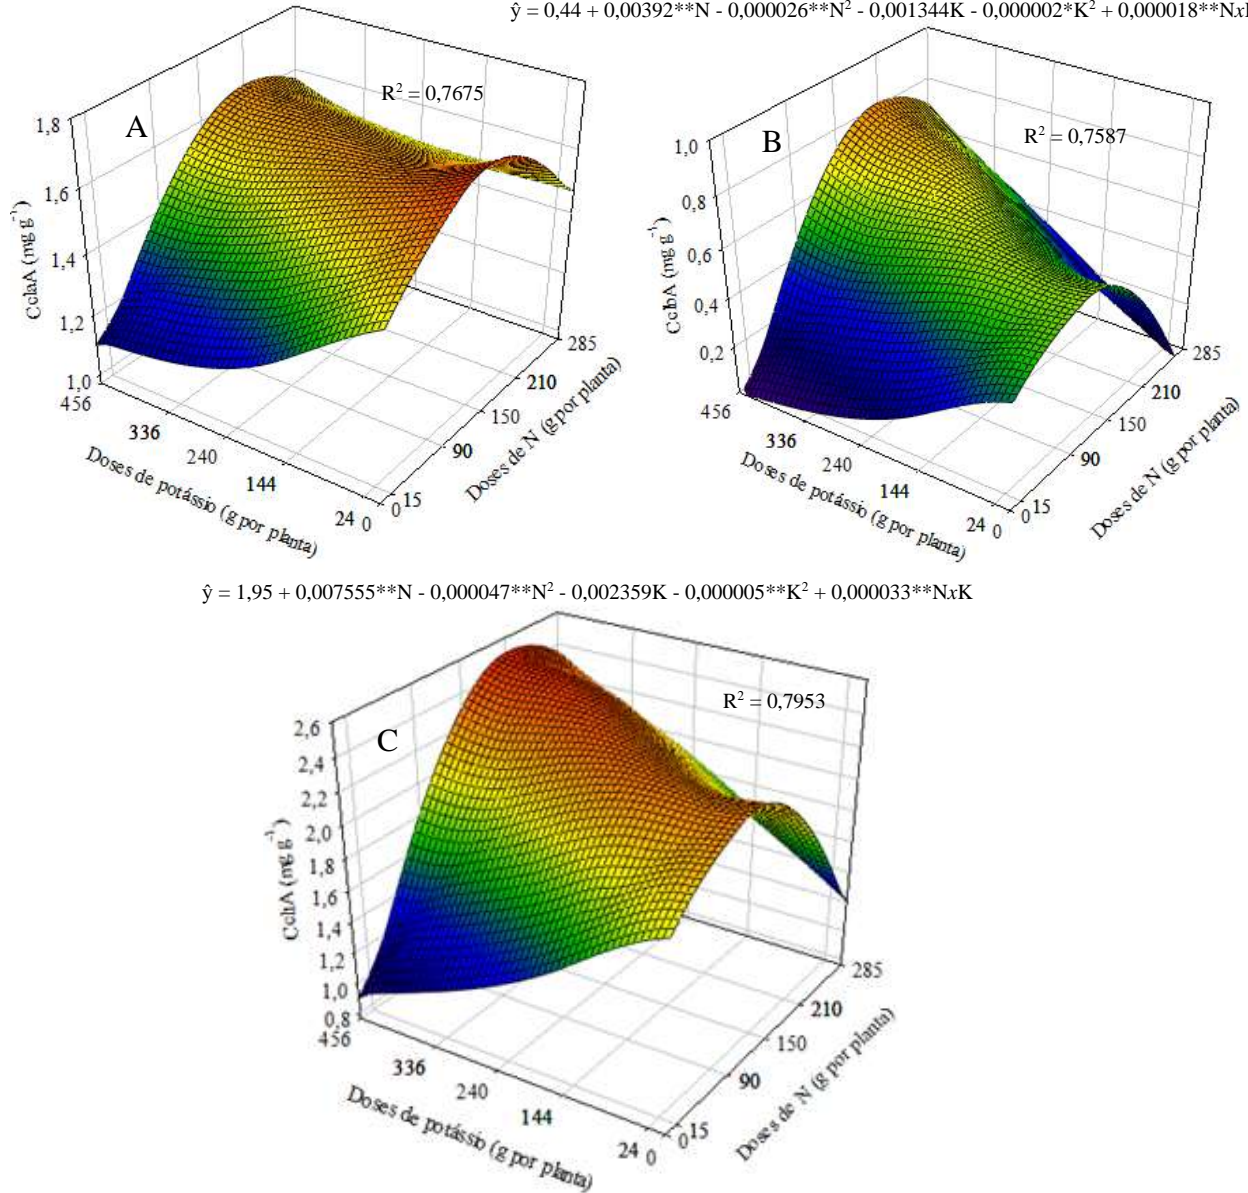 ŷ = 0,44 + 0,00392**N - 0,000026**N² - 0,001344K - 0,000002*K² + 0,000018**Nx
R² = 0,7675
A
1,8
1,6
1,4
1,2
1,0
CclaA (mg g⁻¹)
456
336
240
144
24 0
Doses de potássio (g por planta)
0 15
90
150
210
285
Doses de N (g por planta)
R² = 0,7587
B
1,0
0,8
0,6
0,4
0,2
CclbA (mg g⁻¹)
456
336
240
144
24 0
Doses de potássio (g por planta)
0 15
90
150
210
285
Doses de N (g por planta)
ŷ = 1,95 + 0,007555**N - 0,000047**N² - 0,002359K - 0,000005**K² + 0,000033**NxK
R² = 0,7953
C
2,6
2,4
2,2
2,0
1,8
1,6
1,4
1,2
1,0
0,8
CcltA (mg g⁻¹)
456
336
240
144
24 0
Doses de potássio (g por planta)
0 15
90
150
210
285
Doses de N (g por planta)